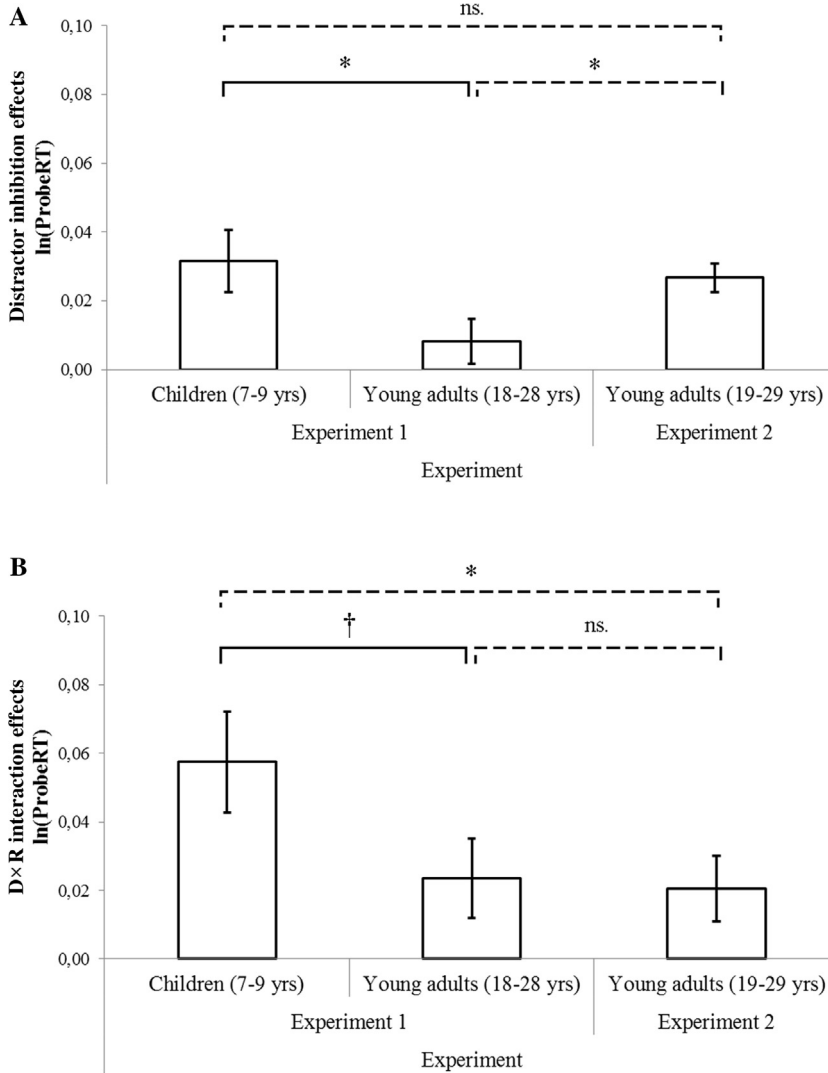 A
ns.
* *
Distractor inhibition effects
ln(ProbeRT)
0,10
0,08
0,06
0,04
0,02
0,00
Children (7-9 yrs) Young adults (18-28 yrs) Young adults (19-29 yrs)
Experiment 1 Experiment 2
Experiment
B
*
† ns.
D×R interaction effects
ln(ProbeRT)
0,10
0,08
0,06
0,04
0,02
0,00
Children (7-9 yrs) Young adults (18-28 yrs) Young adults (19-29 yrs)
Experiment 1 Experiment 2
Experiment